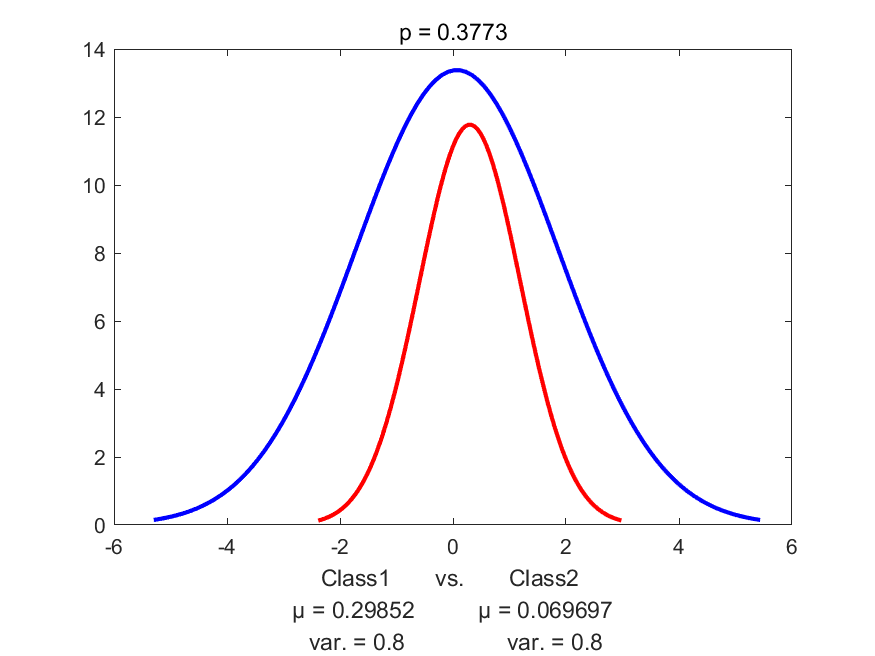 p = 0.3773
14
12
10
8
6
4
2
0
-6 -4 -2 0 2 4 6
Class1 vs. Class2
μ = 0.29852 μ = 0.069697
var. = 0.8 var. = 0.8